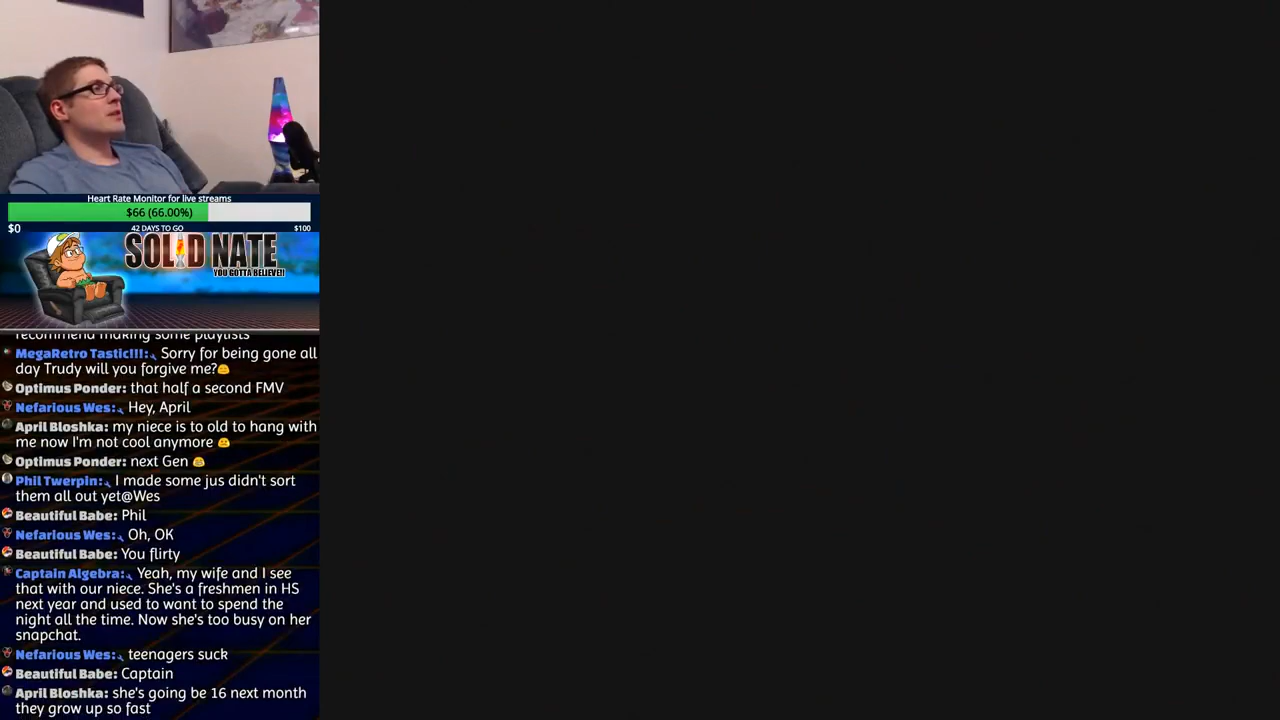 Heart Rate Monitor for live streams
$66 (66.00%)
$0 42 DAYS TO GO $100
SOLID NATE
YOU GOTTA BELIEVE!!
recommend making some playlists
MegaRetro Tastic!!!: Sorry for being gone all
day Trudy will you forgive me?
Optimus Ponder: that half a second FMV
Nefarious Wes: Hey, April
April Bloshka: my niece is to old to hang with
me now I'm not cool anymore
Optimus Ponder: next Gen
Phil Twerpin: I made some jus didn't sort
them all out yet@Wes
Beautiful Babe: Phil
Nefarious Wes: Oh, OK
Beautiful Babe: You flirty
Captain Algebra: Yeah, my wife and I see
that with our niece. She's a freshmen in HS
next year and used to want to spend the
night all the time. Now she's too busy on her
snapchat.
Nefarious Wes: teenagers suck
Beautiful Babe: Captain
April Bloshka: she's going be 16 next month
they grow up so fast